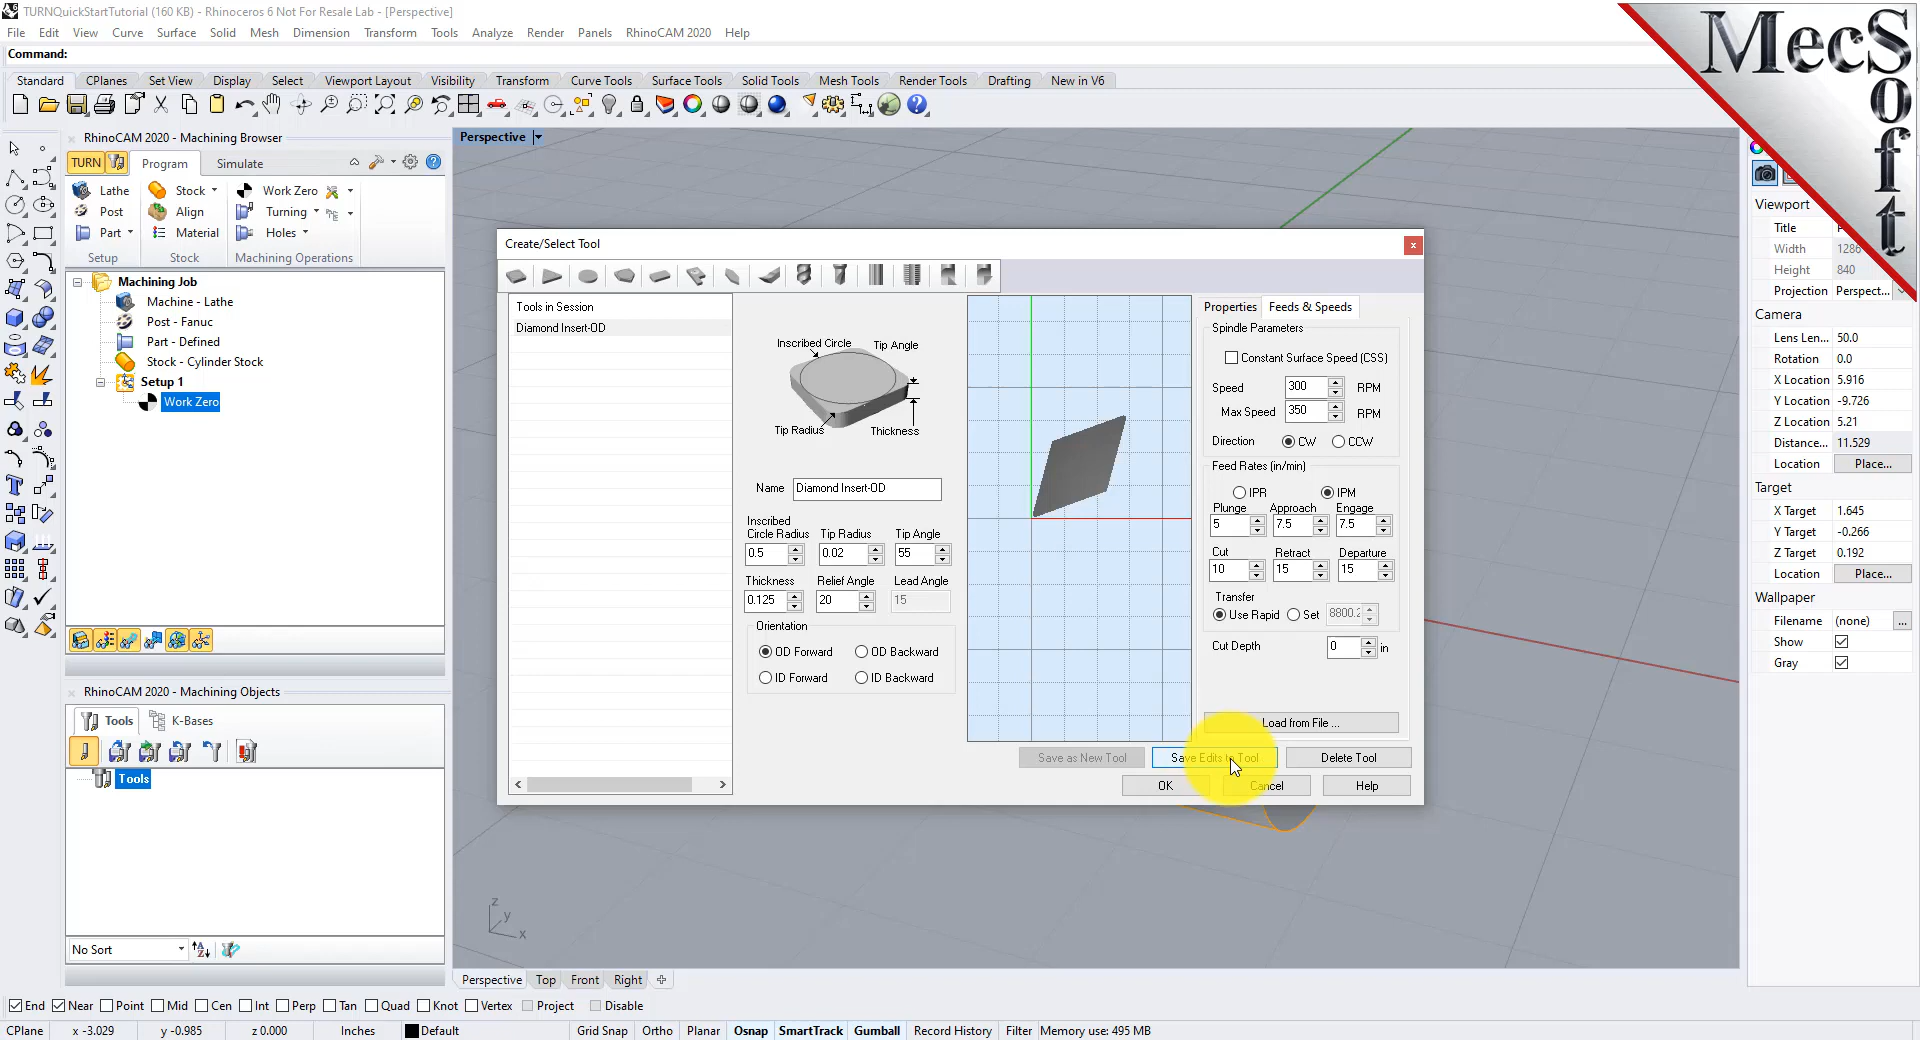 TURNQuickStartTutorial (160 KB) - Rhinoceros 6 Not For Resale Lab - [Perspective]
File Edit View Curve Surface Solid Mesh Dimension Transform Tools Analyze Render Panels RhinoCAM 2020 Help
Command:
Standard CPlanes Set View Display Select Viewport Layout Visibility Transform Curve Tools Surface Tools Solid Tools Mesh Tools Render Tools Drafting New in V6
MecSoft
RhinoCAM 2020 - Machining Browser
TURN Program Simulate
Lathe Stock Work Zero
Post Align Turning
Part Material Holes
Setup Stock Machining Operations
Machining Job
Machine - Lathe
Post - Fanuc
Part - Defined
Stock - Cylinder Stock
Setup 1
Work Zero
RhinoCAM 2020 - Machining Objects
Tools K-Bases
Tools
No Sort
Perspective
Create/Select Tool
x
Tools in Session
Diamond Insert-OD
Inscribed Circle Tip Angle
Tip Radius Thickness
Name Diamond Insert-OD
Inscribed
Circle Radius Tip Radius Tip Angle
0.5 0.02 55
Thickness Relief Angle Lead Angle
0.125 20 15
Orientation
OD Forward OD Backward
ID Forward ID Backward
Properties Feeds & Speeds
Spindle Parameters
Constant Surface Speed (CSS)
Speed 300 RPM
Max Speed 350 RPM
Direction CW CCW
Feed Rates (in/min)
IPR IPM
Plunge Approach Engage
5 7.5 7.5
Cut Retract Departure
10 15 15
Transfer
Use Rapid Set 8800.2
Cut Depth 0 in
Load from File ...
Save as New Tool Save Edits to Tool Delete Tool
OK Cancel Help
z
y
x
Viewport
Title
Width 1286
Height 840
Projection Perspect...
Camera
Lens Len... 50.0
Rotation 0.0
X Location 5.916
Y Location -9.726
Z Location 5.21
Distance... 11.529
Location Place...
Target
X Target 1.645
Y Target -0.266
Z Target 0.192
Location Place...
Wallpaper
Filename (none) ...
Show
Gray
Perspective Top Front Right
End Near Point Mid Cen Int Perp Tan Quad Knot Vertex Project Disable
CPlane x -3.029 y -0.985 z 0.000 Inches Default Grid Snap Ortho Planar Osnap SmartTrack Gumball Record History Filter Memory use: 495 MB